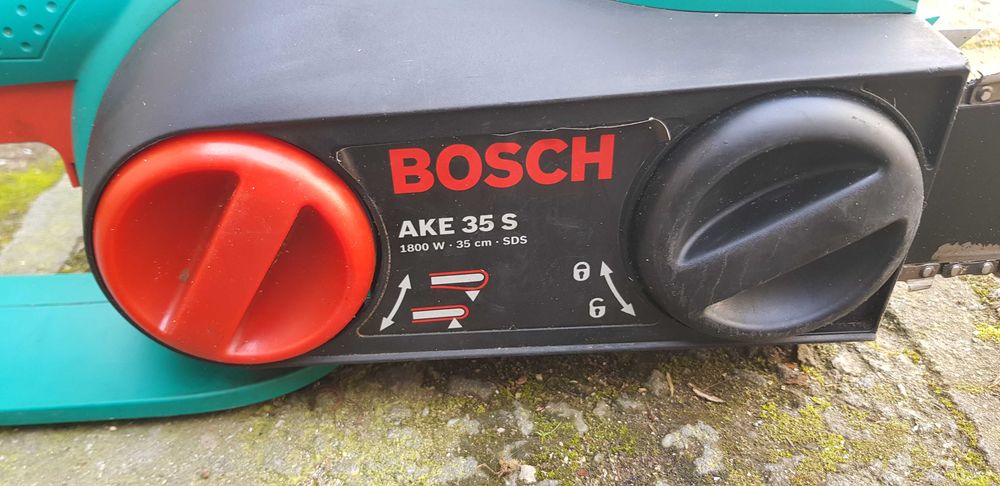 BOSCH
AKE 35 S
1800 W · 35 cm · SDS